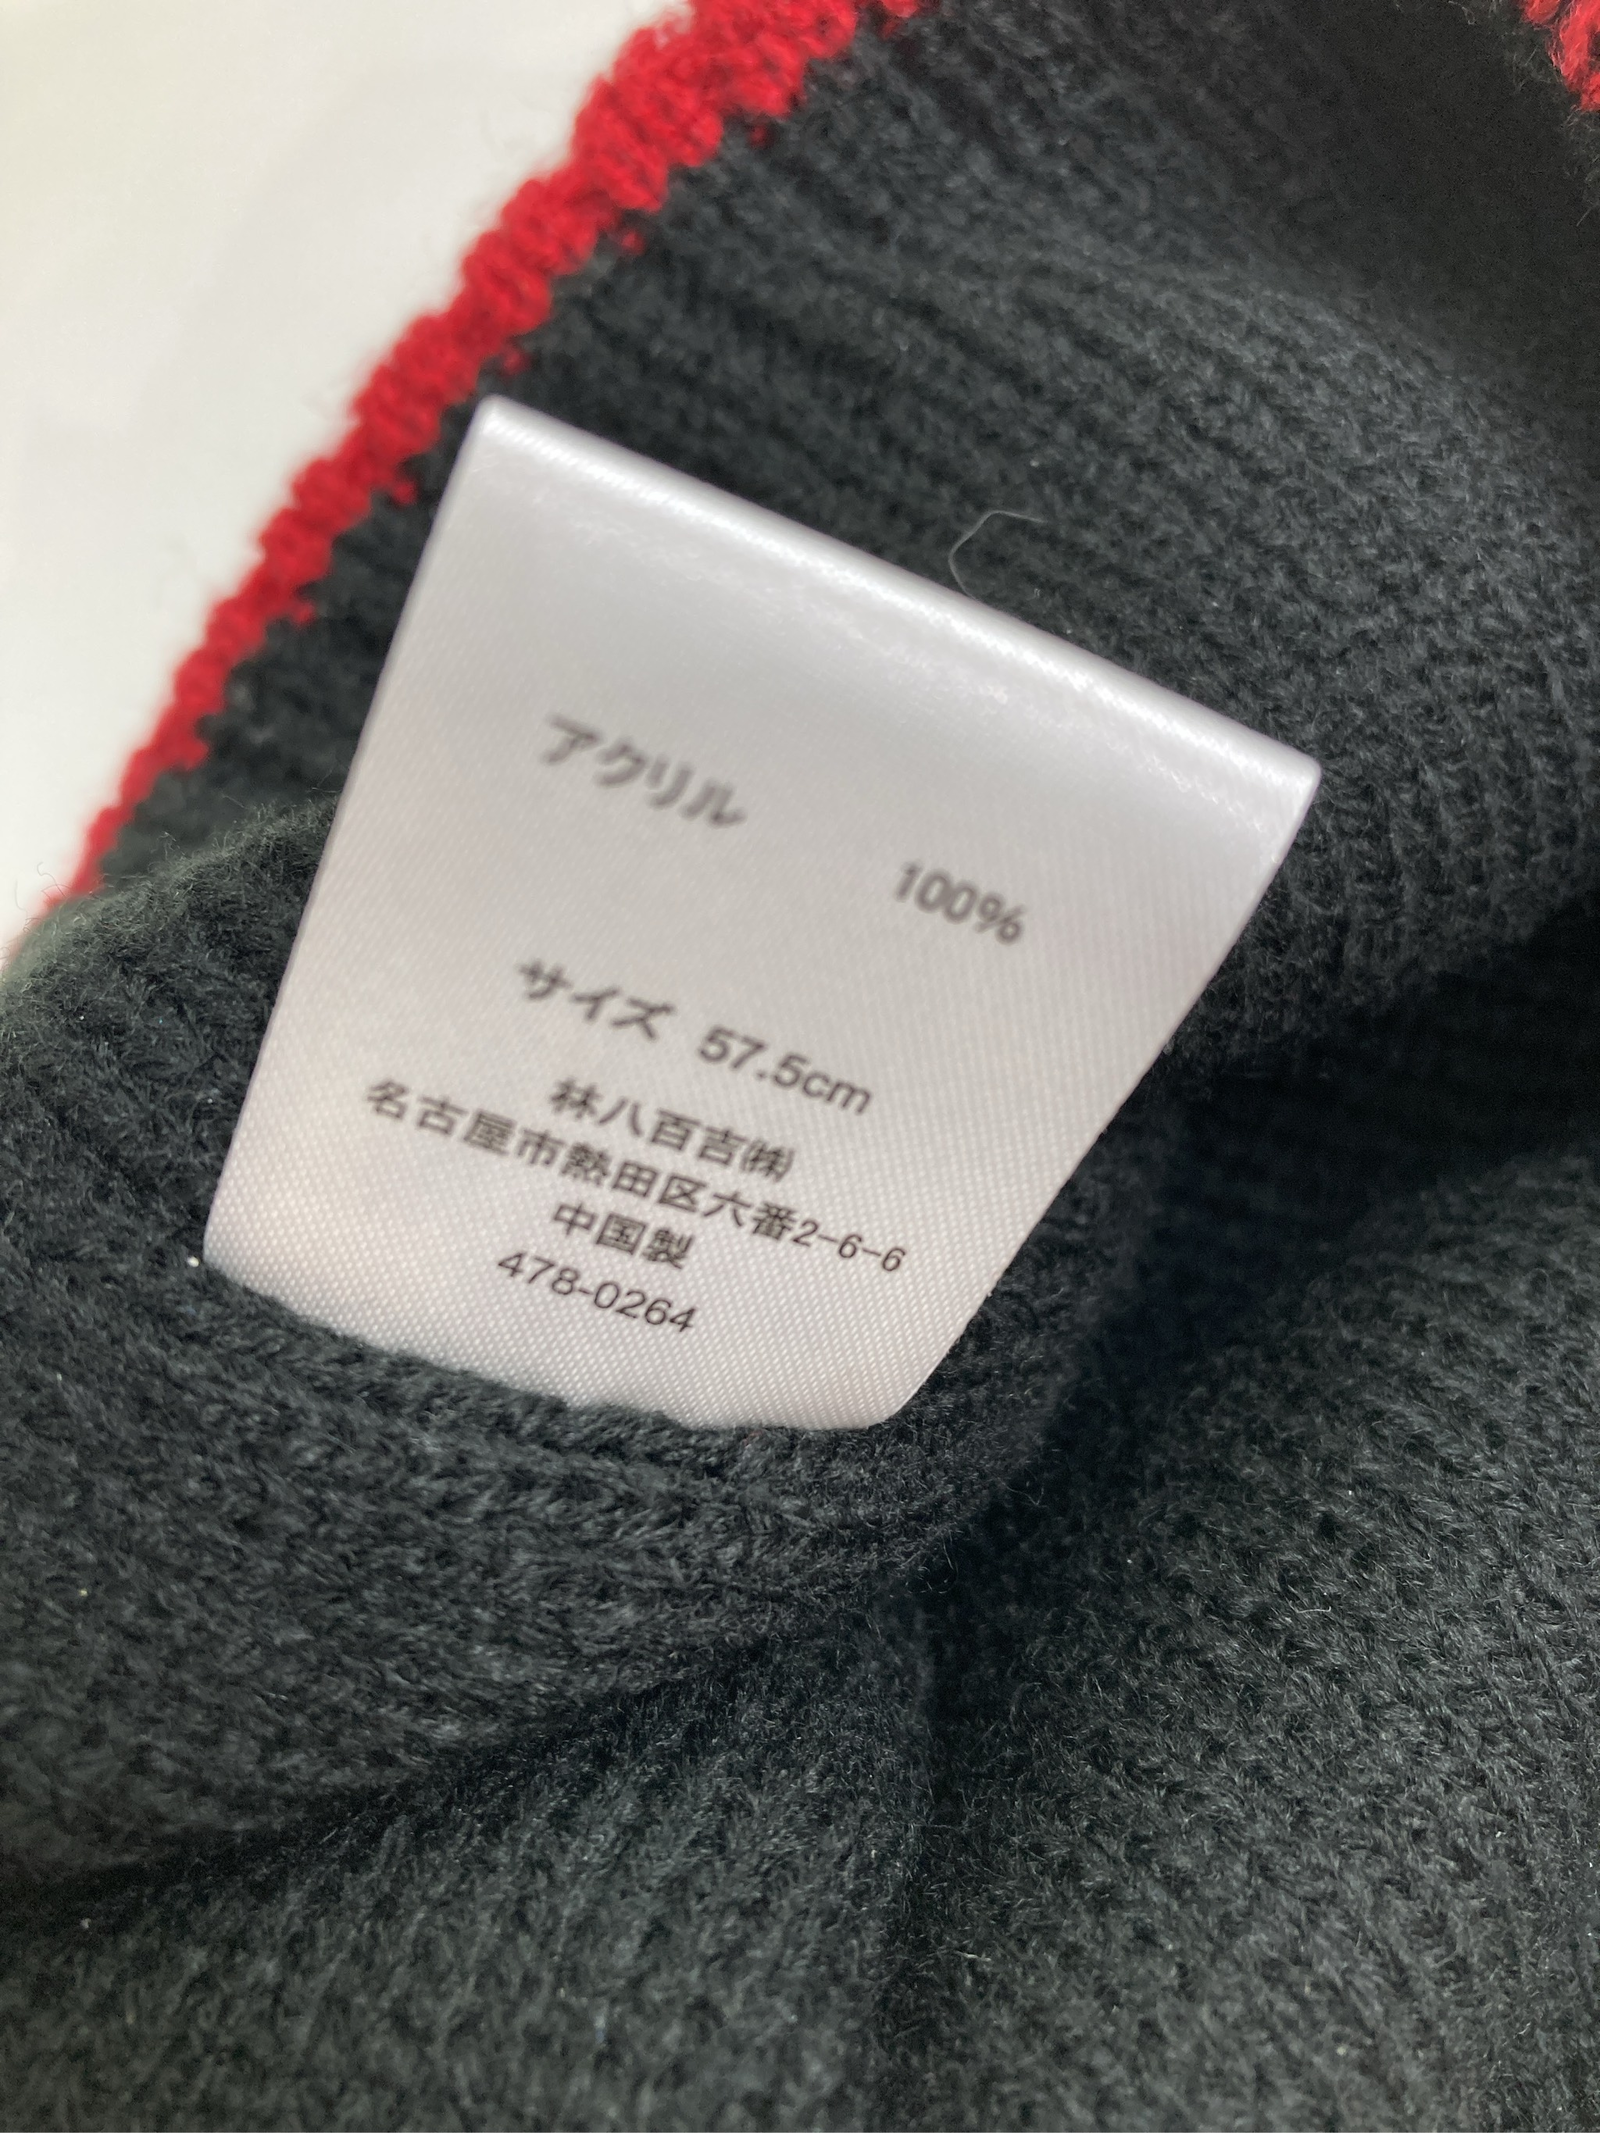 アクリル 100%
サイズ 57.5cm
林八百吉㈱
名古屋市熱田区六番2-6-6
中国製
478-0264